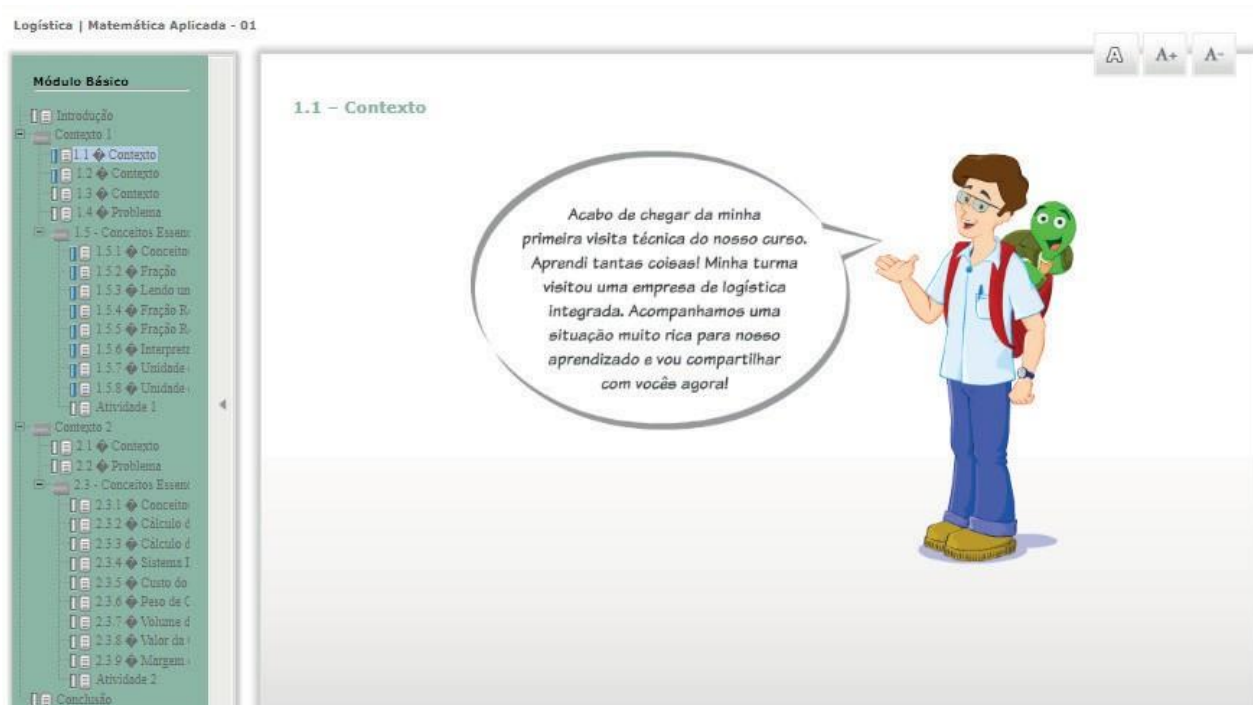 Logística | Matemática Aplicada - 01
A A+ A-
Módulo Básico
Introdução
Contexto 1
1.1 � Contexto
1.2 � Contexto
1.3 � Contexto
1.4 � Problema
1.5 - Conceitos Essenc
1.5.1 � Conceitos
1.5.2 � Fração
1.5.3 � Lendo um
1.5.4 � Fração R
1.5.5 � Fração R
1.5.6 � Interpreta
1.5.7 � Unidade
1.5.8 � Unidade
Atividade 1
Contexto 2
2.1 � Contexto
2.2 � Problema
2.3 - Conceitos Essenc
2.3.1 � Conceitos
2.3.2 � Cálculo d
2.3.3 � Cálculo d
2.3.4 � Sistema
2.3.5 � Custo do
2.3.6 � Peso de C
2.3.7 � Volume d
2.3.8 � Valor da
2.3.9 � Margem
Atividade 2
Conclusão
1.1 – Contexto
Acabo de chegar da minha
primeira visita técnica do nosso curso.
Aprendi tantas coisas! Minha turma
visitou uma empresa de logística
integrada. Acompanhamos uma
situação muito rica para nosso
aprendizado e vou compartilhar
com vocês agora!